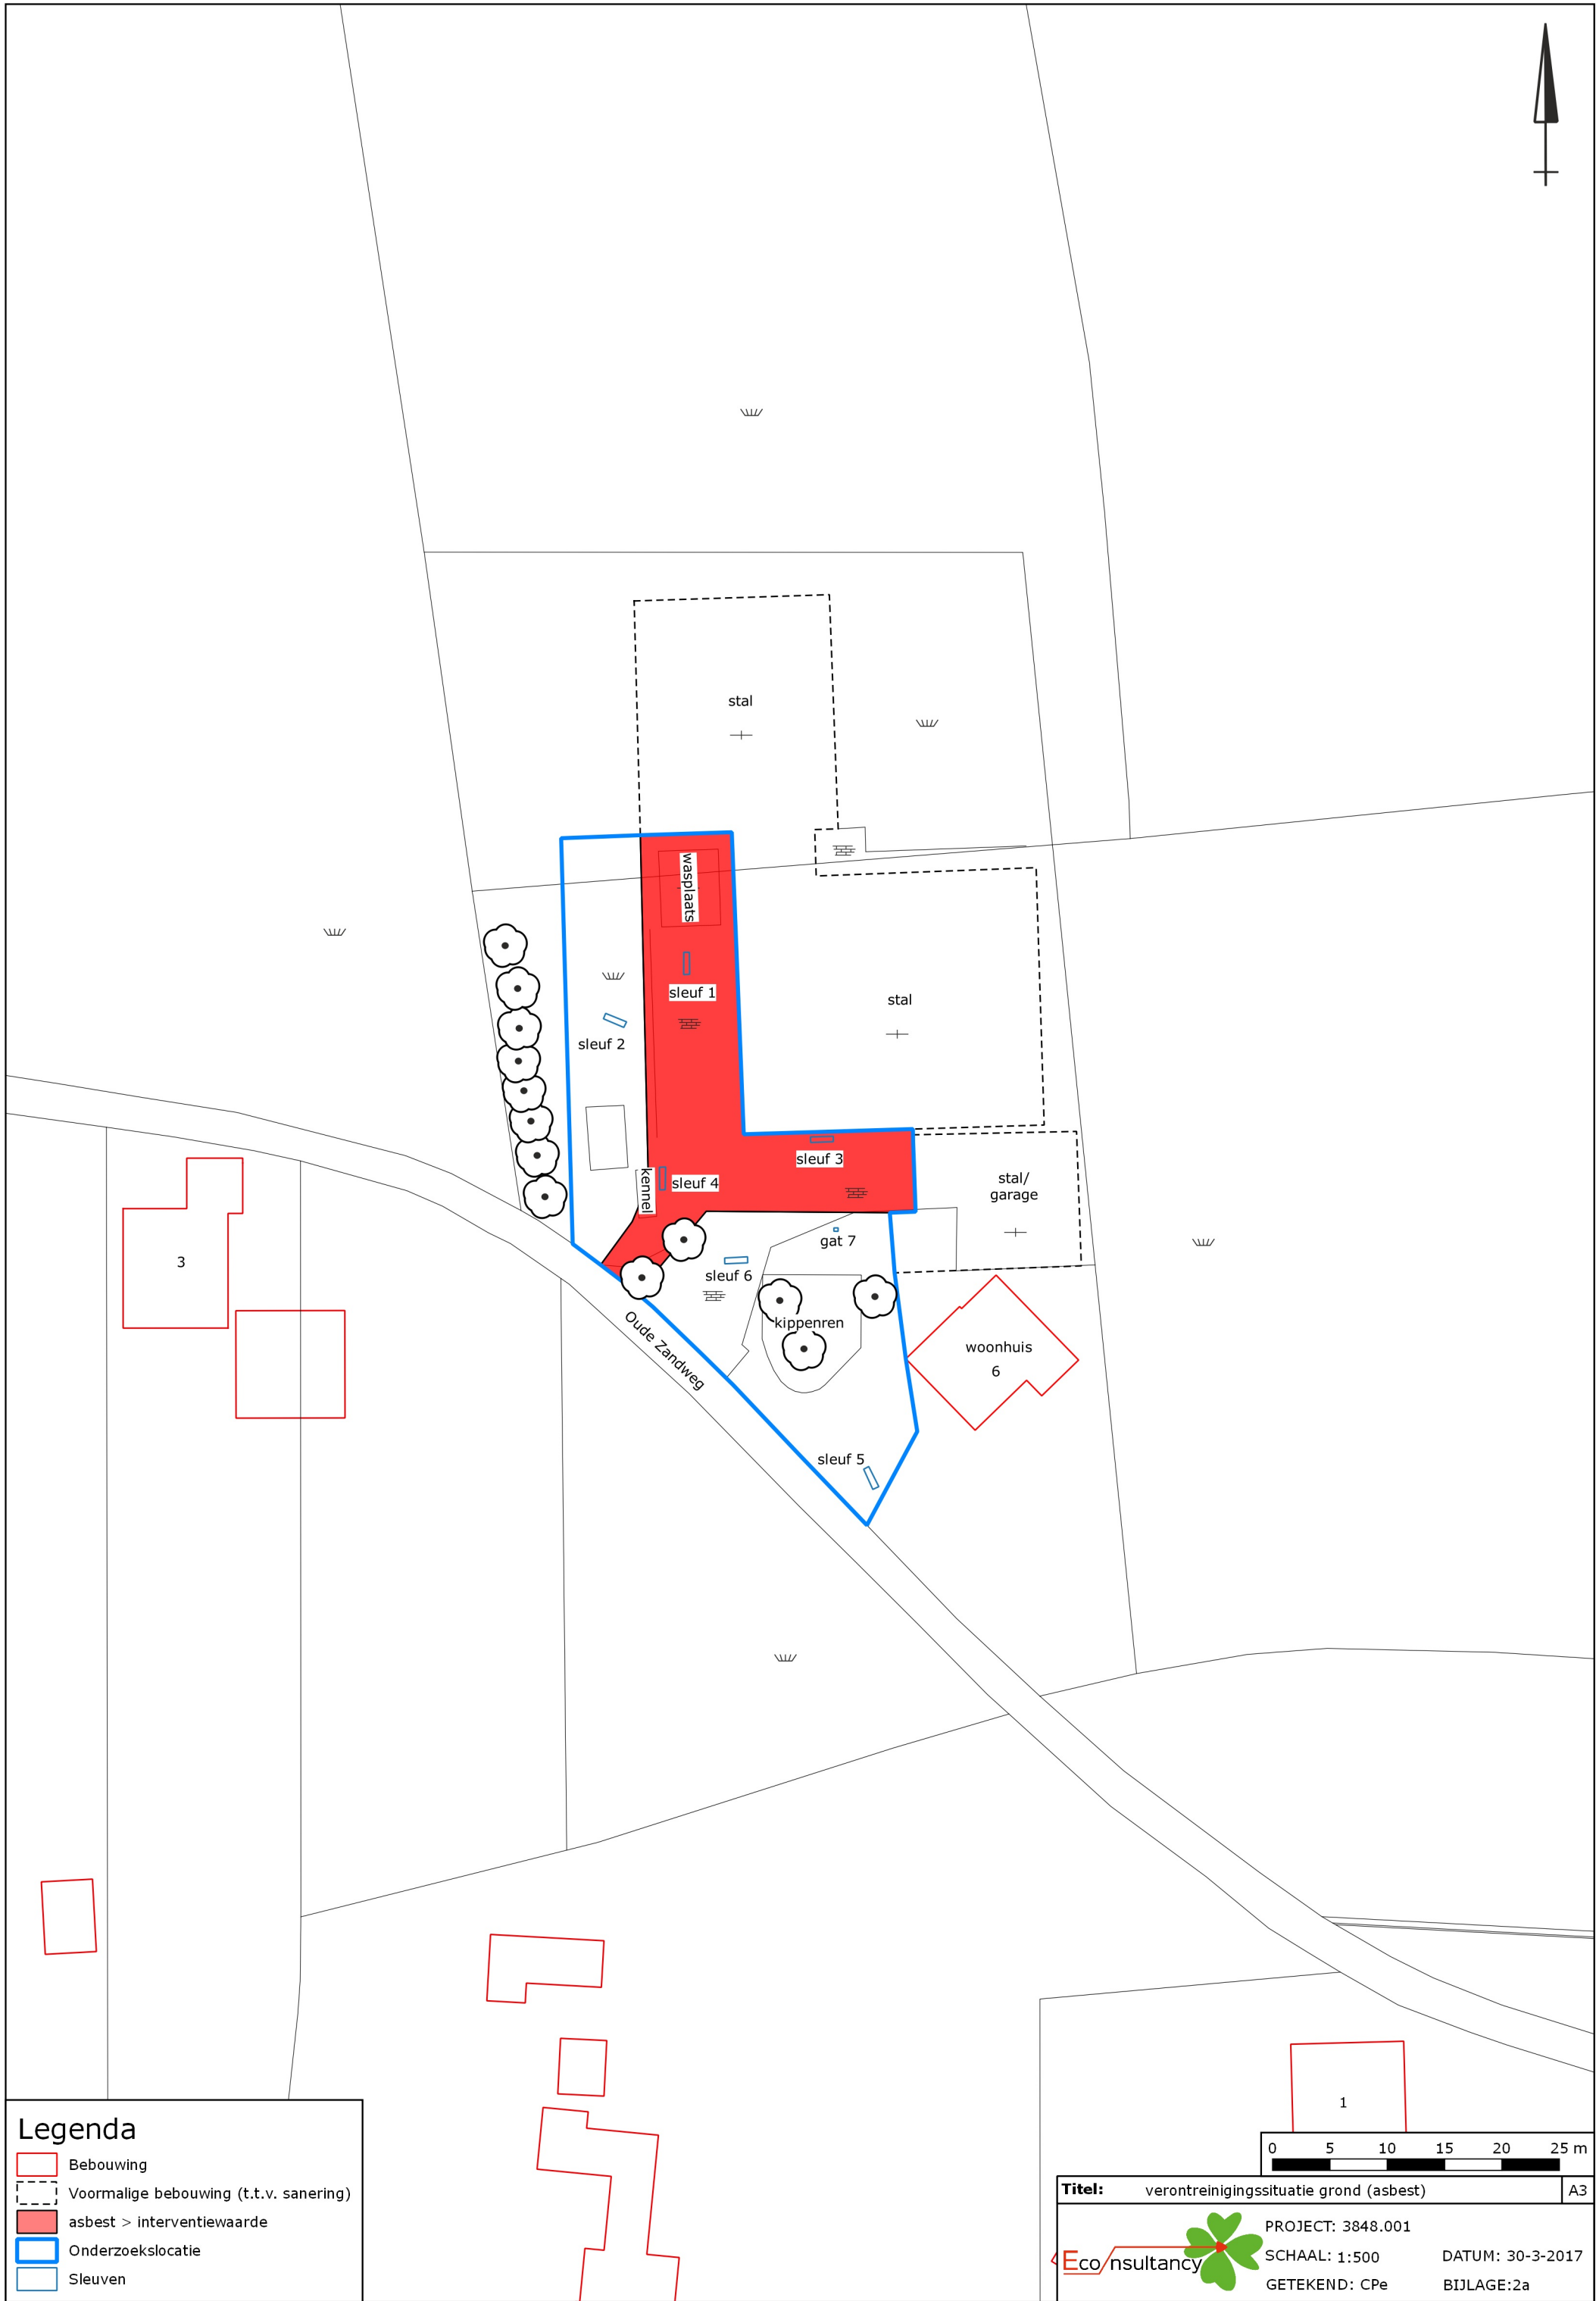 stal
wasplaats
sleuf 1
stal
sleuf 2
sleuf 3
kennel
sleuf 4
stal/
garage
gat 7
sleuf 6
3
kippenren
Oude Zandweg
woonhuis
6
sleuf 5
1
Legenda
Bebouwing
Voormalige bebouwing (t.t.v. sanering)
asbest > interventiewaarde
Onderzoekslocatie
Sleuven
0 5 10 15 20 25 m
Titel: verontreinigingssituatie grond (asbest) A3
Econsultancy
PROJECT: 3848.001
SCHAAL: 1:500 DATUM: 30-3-2017
GETEKEND: CPe BIJLAGE:2a